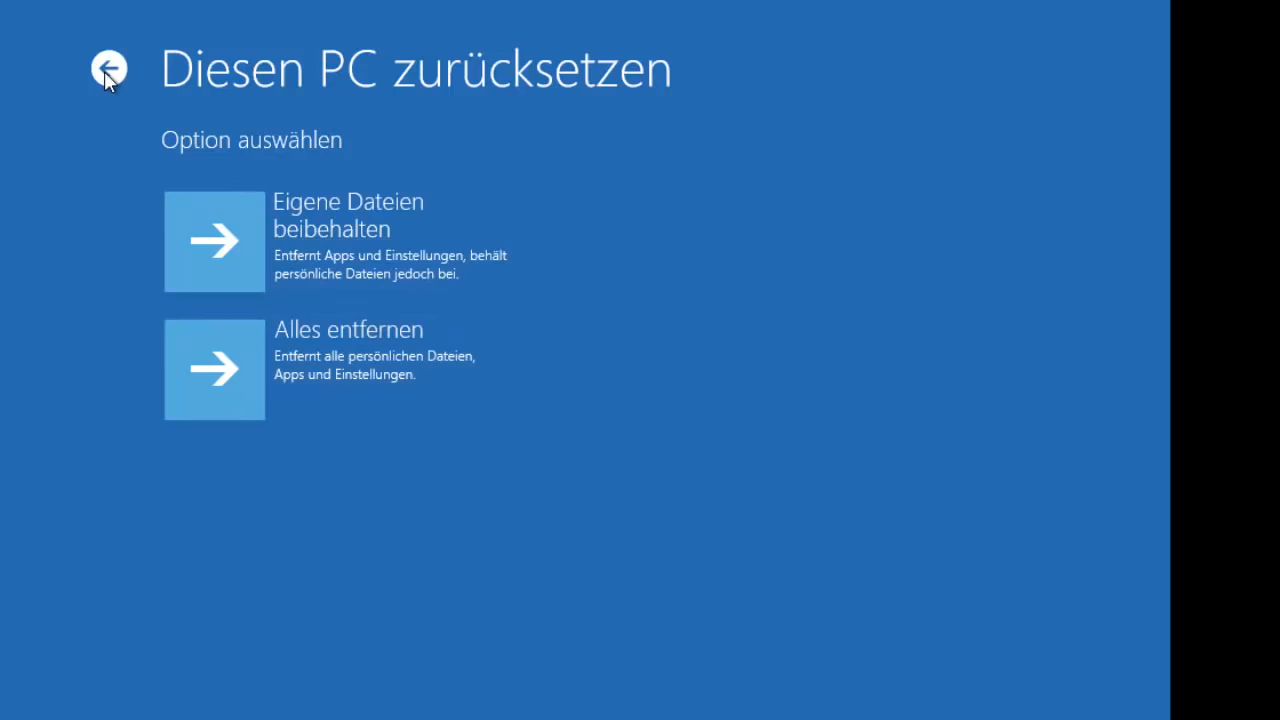 Diesen PC zurücksetzen
Option auswählen
Eigene Dateien
beibehalten
Entfernt Apps und Einstellungen, behält
persönliche Dateien jedoch bei.
Alles entfernen
Entfernt alle persönlichen Dateien,
Apps und Einstellungen.